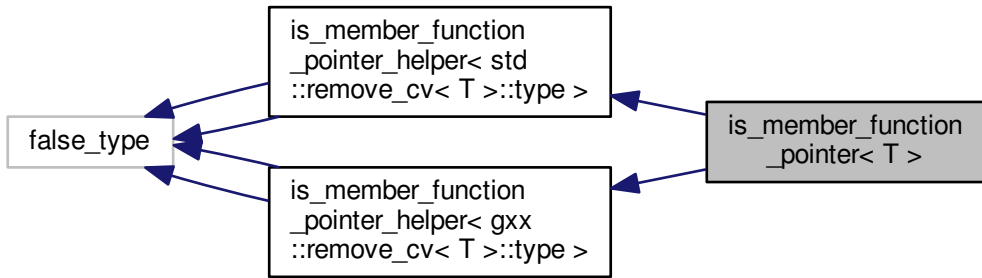 false_type
is_member_function
_pointer_helper< std
::remove_cv< T >::type >
is_member_function
_pointer_helper< gxx
::remove_cv< T >::type >
is_member_function
_pointer< T >